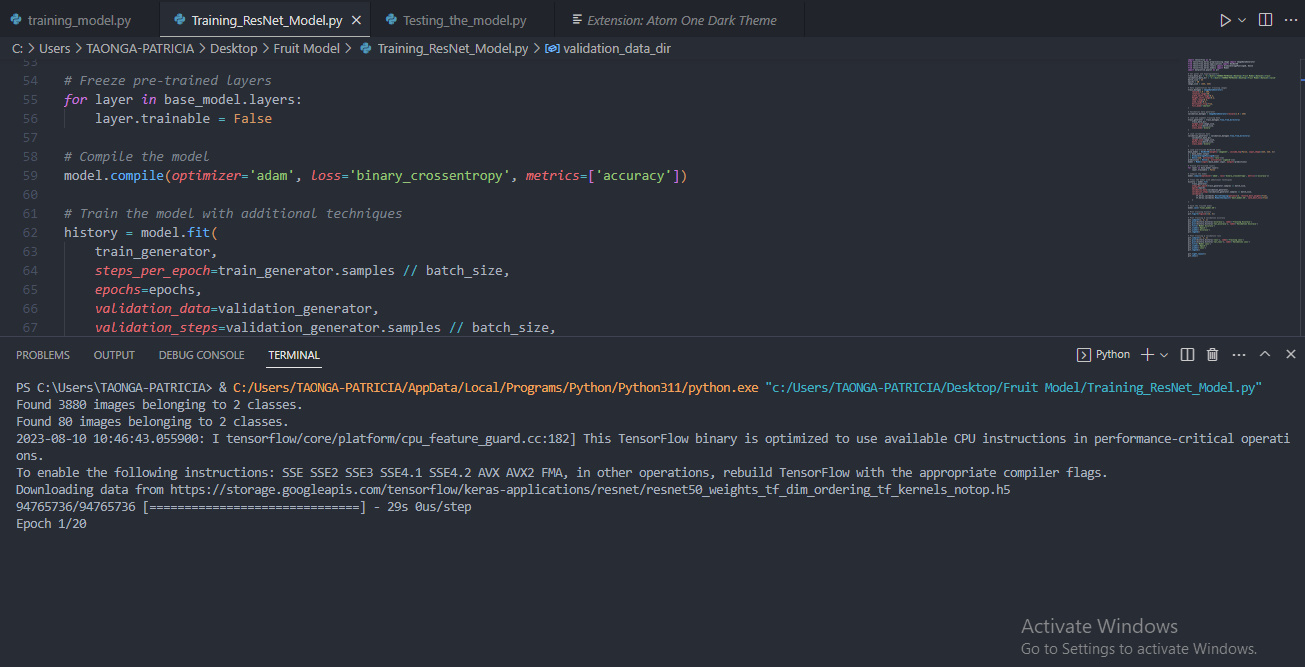 training_model.py Training_ResNet_Model.py Testing_the_model.py Extension: Atom One Dark Theme
C: > Users > TAONGA-PATRICIA > Desktop > Fruit Model > Training_ResNet_Model.py > validation_data_dir
53
54 # Freeze pre-trained layers
55 for layer in base_model.layers:
56     layer.trainable = False
57
58 # Compile the model
59 model.compile(optimizer='adam', loss='binary_crossentropy', metrics=['accuracy'])
60
61 # Train the model with additional techniques
62 history = model.fit(
63     train_generator,
64     steps_per_epoch=train_generator.samples // batch_size,
65     epochs=epochs,
66     validation_data=validation_generator,
67     validation_steps=validation_generator.samples // batch_size,
PROBLEMS OUTPUT DEBUG CONSOLE TERMINAL Python
PS C:\Users\TAONGA-PATRICIA> & C:/Users/TAONGA-PATRICIA/AppData/Local/Programs/Python/Python311/python.exe "c:/Users/TAONGA-PATRICIA/Desktop/Fruit Model/Training_ResNet_Model.py"
Found 3880 images belonging to 2 classes.
Found 80 images belonging to 2 classes.
2023-08-10 10:46:43.055900: I tensorflow/core/platform/cpu_feature_guard.cc:182] This TensorFlow binary is optimized to use available CPU instructions in performance-critical operati
ons.
To enable the following instructions: SSE SSE2 SSE3 SSE4.1 SSE4.2 AVX AVX2 FMA, in other operations, rebuild TensorFlow with the appropriate compiler flags.
Downloading data from https://storage.googleapis.com/tensorflow/keras-applications/resnet/resnet50_weights_tf_dim_ordering_tf_kernels_notop.h5
94765736/94765736 [==============================] - 29s 0us/step
Epoch 1/20
Activate Windows
Go to Settings to activate Windows.